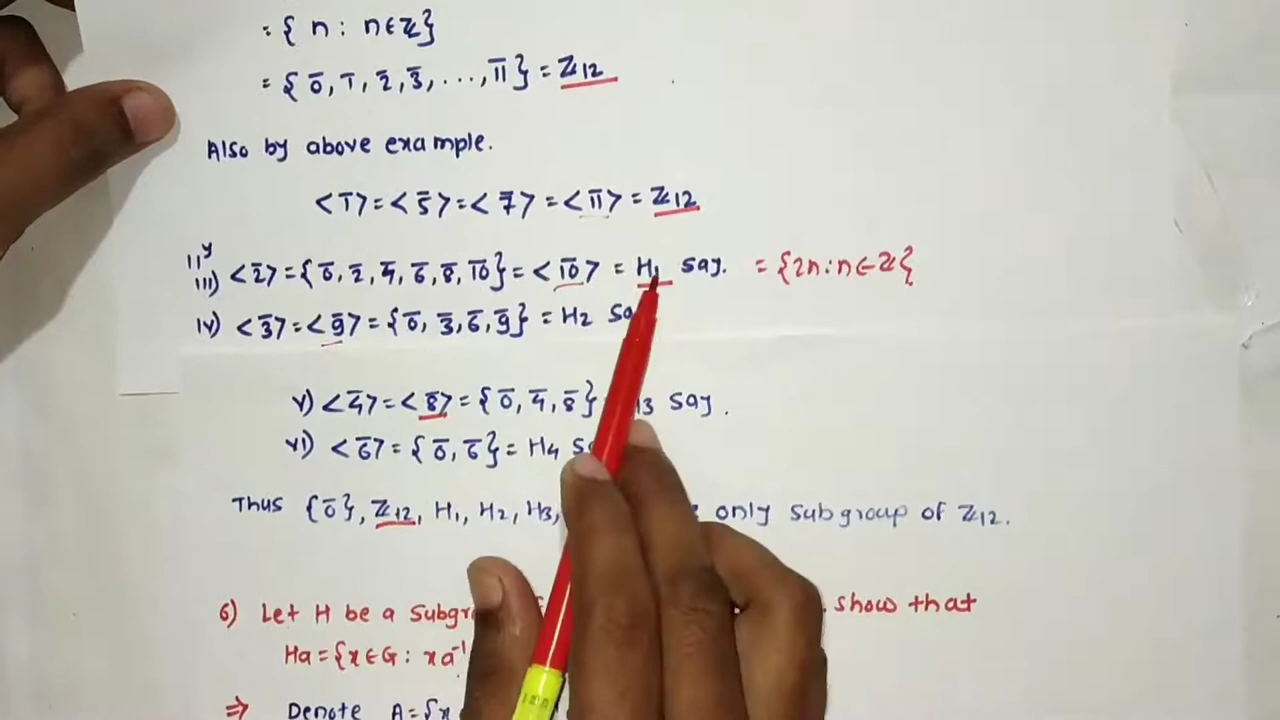 = { n : n ∈ ℤ }
= { 0̅, 1̅, 2̅, 3̅, ..., 1̅1̅ } = ℤ12
Also by above example.
<1̅> = <5̅> = <7̅> = <1̅1̅> = ℤ12
lllʸ
iii) <2̅> = { 0̅, 2̅, 4̅, 6̅, 8̅, 1̅0̅ } = <1̅0̅> = H₁ say. = {2n : n ∈ ℤ}
iv) <3̅> = <9̅> = { 0̅, 3̅, 6̅, 9̅ } = H2
v) <4̅> = <8̅> = { 0̅, 4̅, 8̅ } 3 say.
vi) <6̅> = { 0̅, 6̅ } = H4
Thus {0̅}, ℤ12, H1, H2, H3, only subgroup of ℤ12.
6) Let H be a show that
Ha = {x ∈ G : xa⁻¹
⇒ Denote A = {x